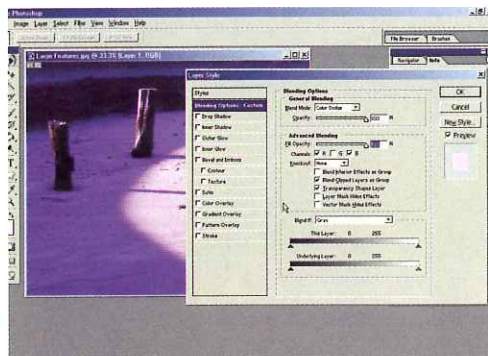 Photoshop
Image Layer Select Filter View Window Help
File Browser Brushes
Navigator Info
Large Features.jpg @ 33.3% (Layer 1, RGB)
Layer Style
Styles
Blending Options: Custom
Drop Shadow
Inner Shadow
Outer Glow
Inner Glow
Bevel and Emboss
Contour
Texture
Satin
Color Overlay
Gradient Overlay
Pattern Overlay
Stroke
Blending Options
General Blending
Blend Mode: Color Dodge
Opacity: 100 %
Advanced Blending
Fill Opacity: %
Channels: R G B
Knockout: None
Blend Interior Effects as Group
Blend Clipped Layers as Group
Transparency Shapes Layer
Layer Mask Hides Effects
Vector Mask Hides Effects
Blend If: Gray
This Layer: 0 255
Underlying Layer: 0 255
OK
Cancel
New Style...
Preview